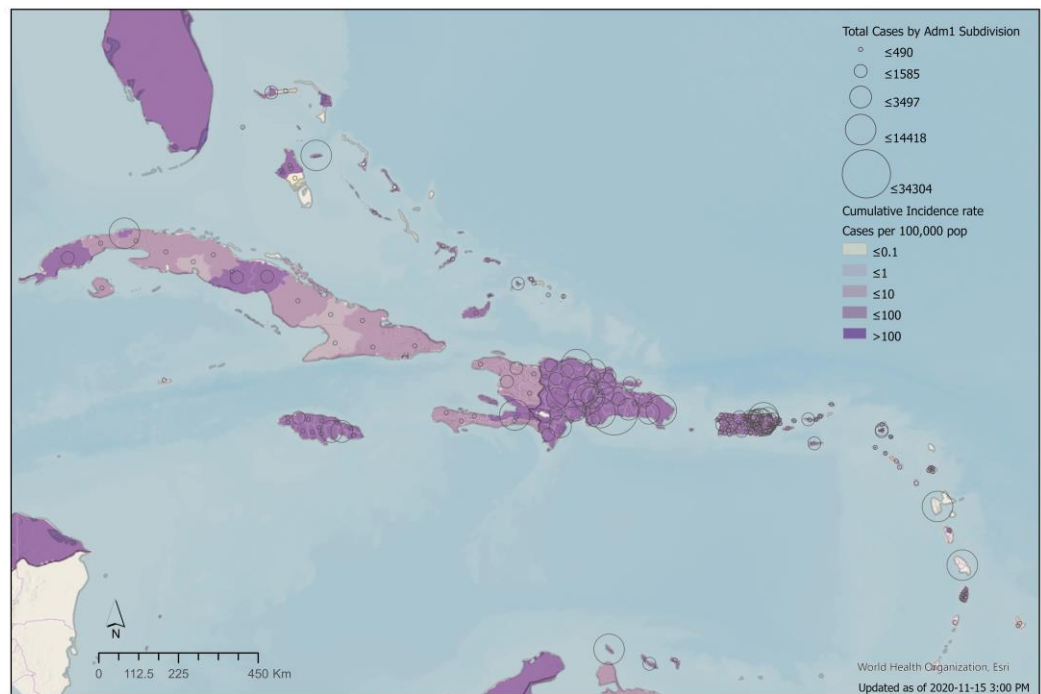 Total Cases by Adm1 Subdivision
≤490
≤1585
≤3497
≤14418
≤34304
Cumulative Incidence rate
Cases per 100,000 pop
≤0.1
≤1
≤10
≤100
>100
N
0 112.5 225 450 Km
World Health Organization, Esri
Updated as of 2020-11-15 3:00 PM